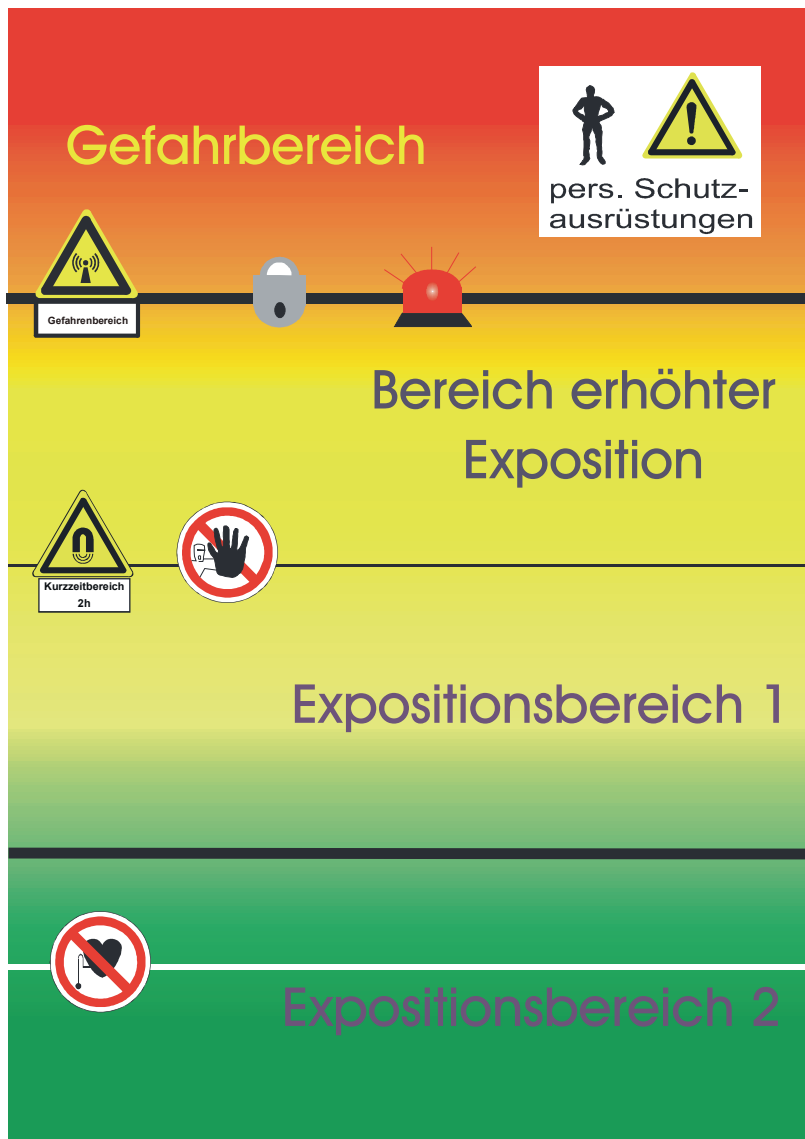 Gefahrbereich
pers. Schutz-
ausrüstungen
Gefahrenbereich
Bereich erhöhter
Exposition
Kurzzeitbereich
2h
Expositionsbereich 1
Expositionsbereich 2